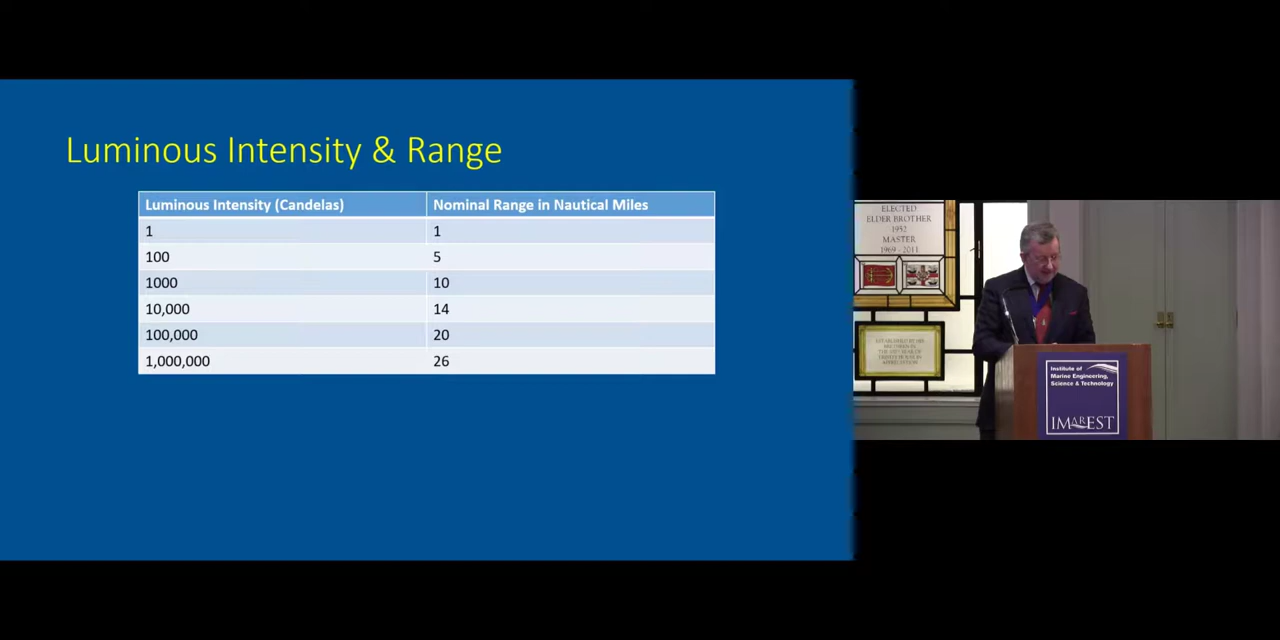 Luminous Intensity & Range
Luminous Intensity (Candelas) Nominal Range in Nautical Miles
1 1
100 5
1000 10
10,000 14
100,000 20
1,000,000 26
ELECTED
ELDER BROTHER
1952
MASTER
1969 - 2011
Institute of
Marine Engineering,
Science & Technology
IMAREST